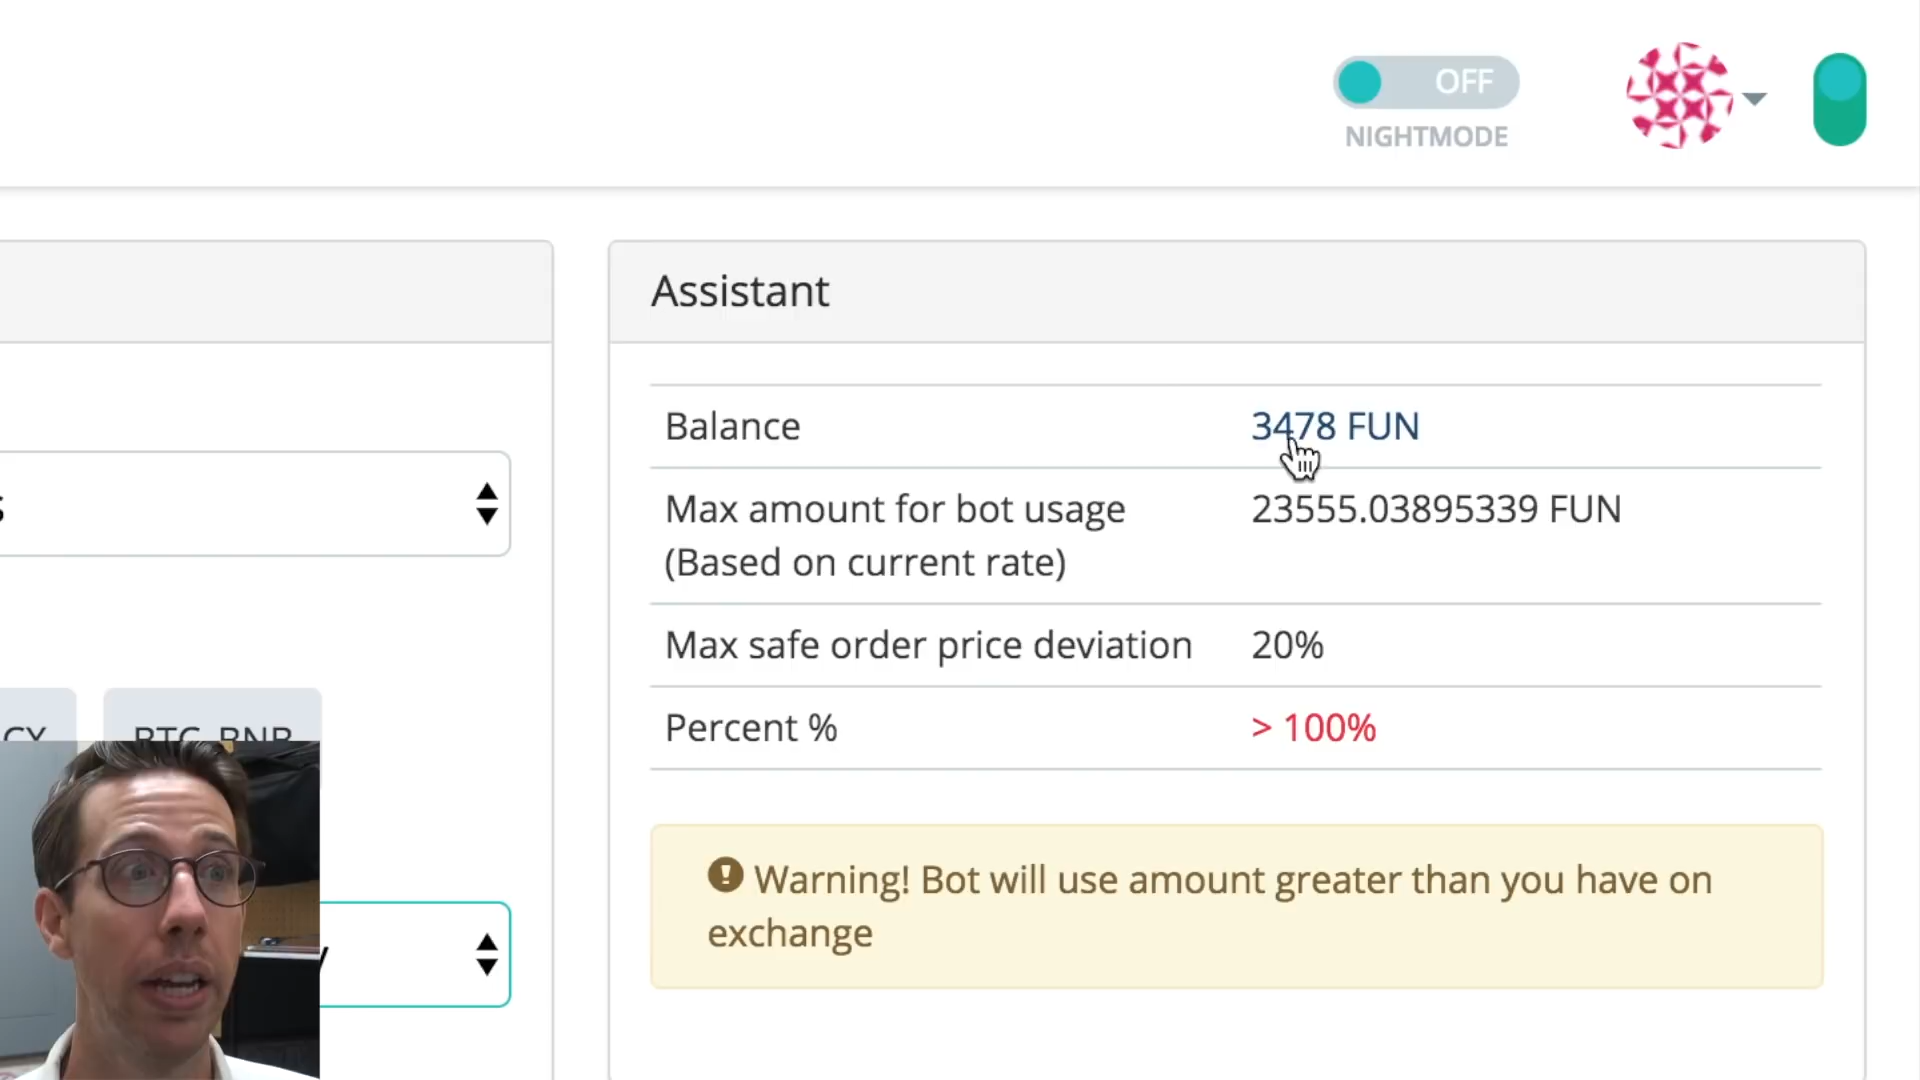 OFF
NIGHTMODE
Assistant
Balance 3478 FUN
Max amount for bot usage 23555.03895339 FUN
(Based on current rate)
Max safe order price deviation 20%
Percent % > 100%
BTC_BNB
Warning! Bot will use amount greater than you have on
exchange